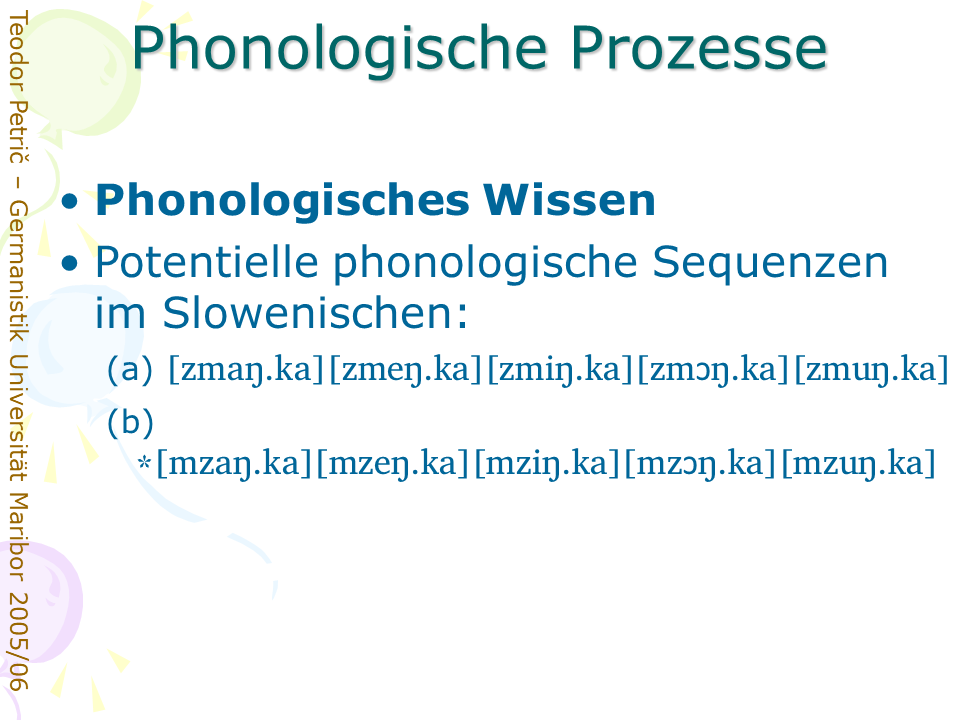 Phonologische Prozesse
• Phonologisches Wissen
• Potentielle phonologische Sequenzen
im Slowenischen:
(a) [zmaŋ.ka][zmeŋ.ka][zmiŋ.ka][zmɔŋ.ka][zmuŋ.ka]
(b)
*[mzaŋ.ka][mzeŋ.ka][mziŋ.ka][mzɔŋ.ka][mzuŋ.ka]
Teodor Petrič – Germanistik Universität Maribor 2005/06